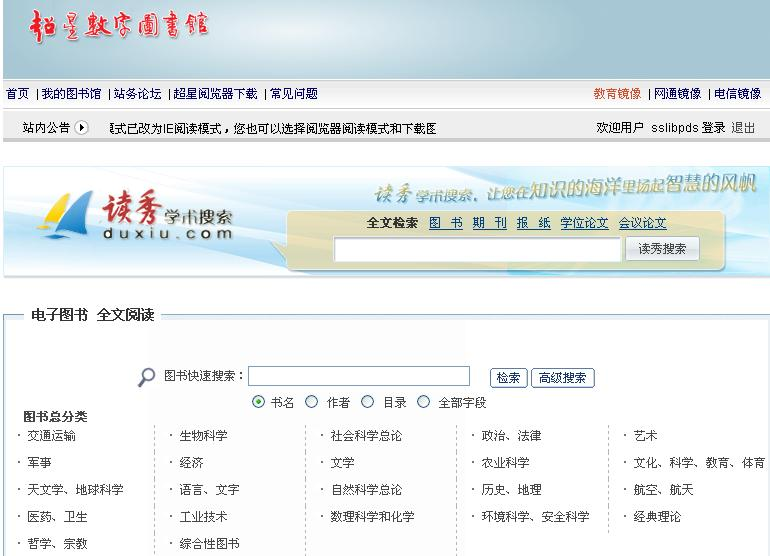 超星数字圖書館
首页 | 我的图书馆 | 站务论坛 | 超星阅览器下载 | 常见问题 教育镜像 | 网通镜像 | 电信镜像
站内公告 模式已改为IE阅读模式，您也可以选择阅览器阅读模式和下载图 欢迎用户 sslibpds 登录 退出
读秀 学术搜索，让您在知识的海洋里扬起智慧的风帆
读秀 学术搜索
duxiu.com
全文检索 图 书 期 刊 报 纸 学位论文 会议论文
读秀搜索
电子图书 全文阅读
图书快速搜索： 检索 高级搜索
书名 作者 目录 全部字段
图书总分类
· 交通运输 · 生物科学 · 社会科学总论 · 政治、法律 · 艺术
· 军事 · 经济 · 文学 · 农业科学 · 文化、科学、教育、体育
· 天文学、地球科学 · 语言、文字 · 自然科学总论 · 历史、地理 · 航空、航天
· 医药、卫生 · 工业技术 · 数理科学和化学 · 环境科学、安全科学 · 经典理论
· 哲学、宗教 · 综合性图书